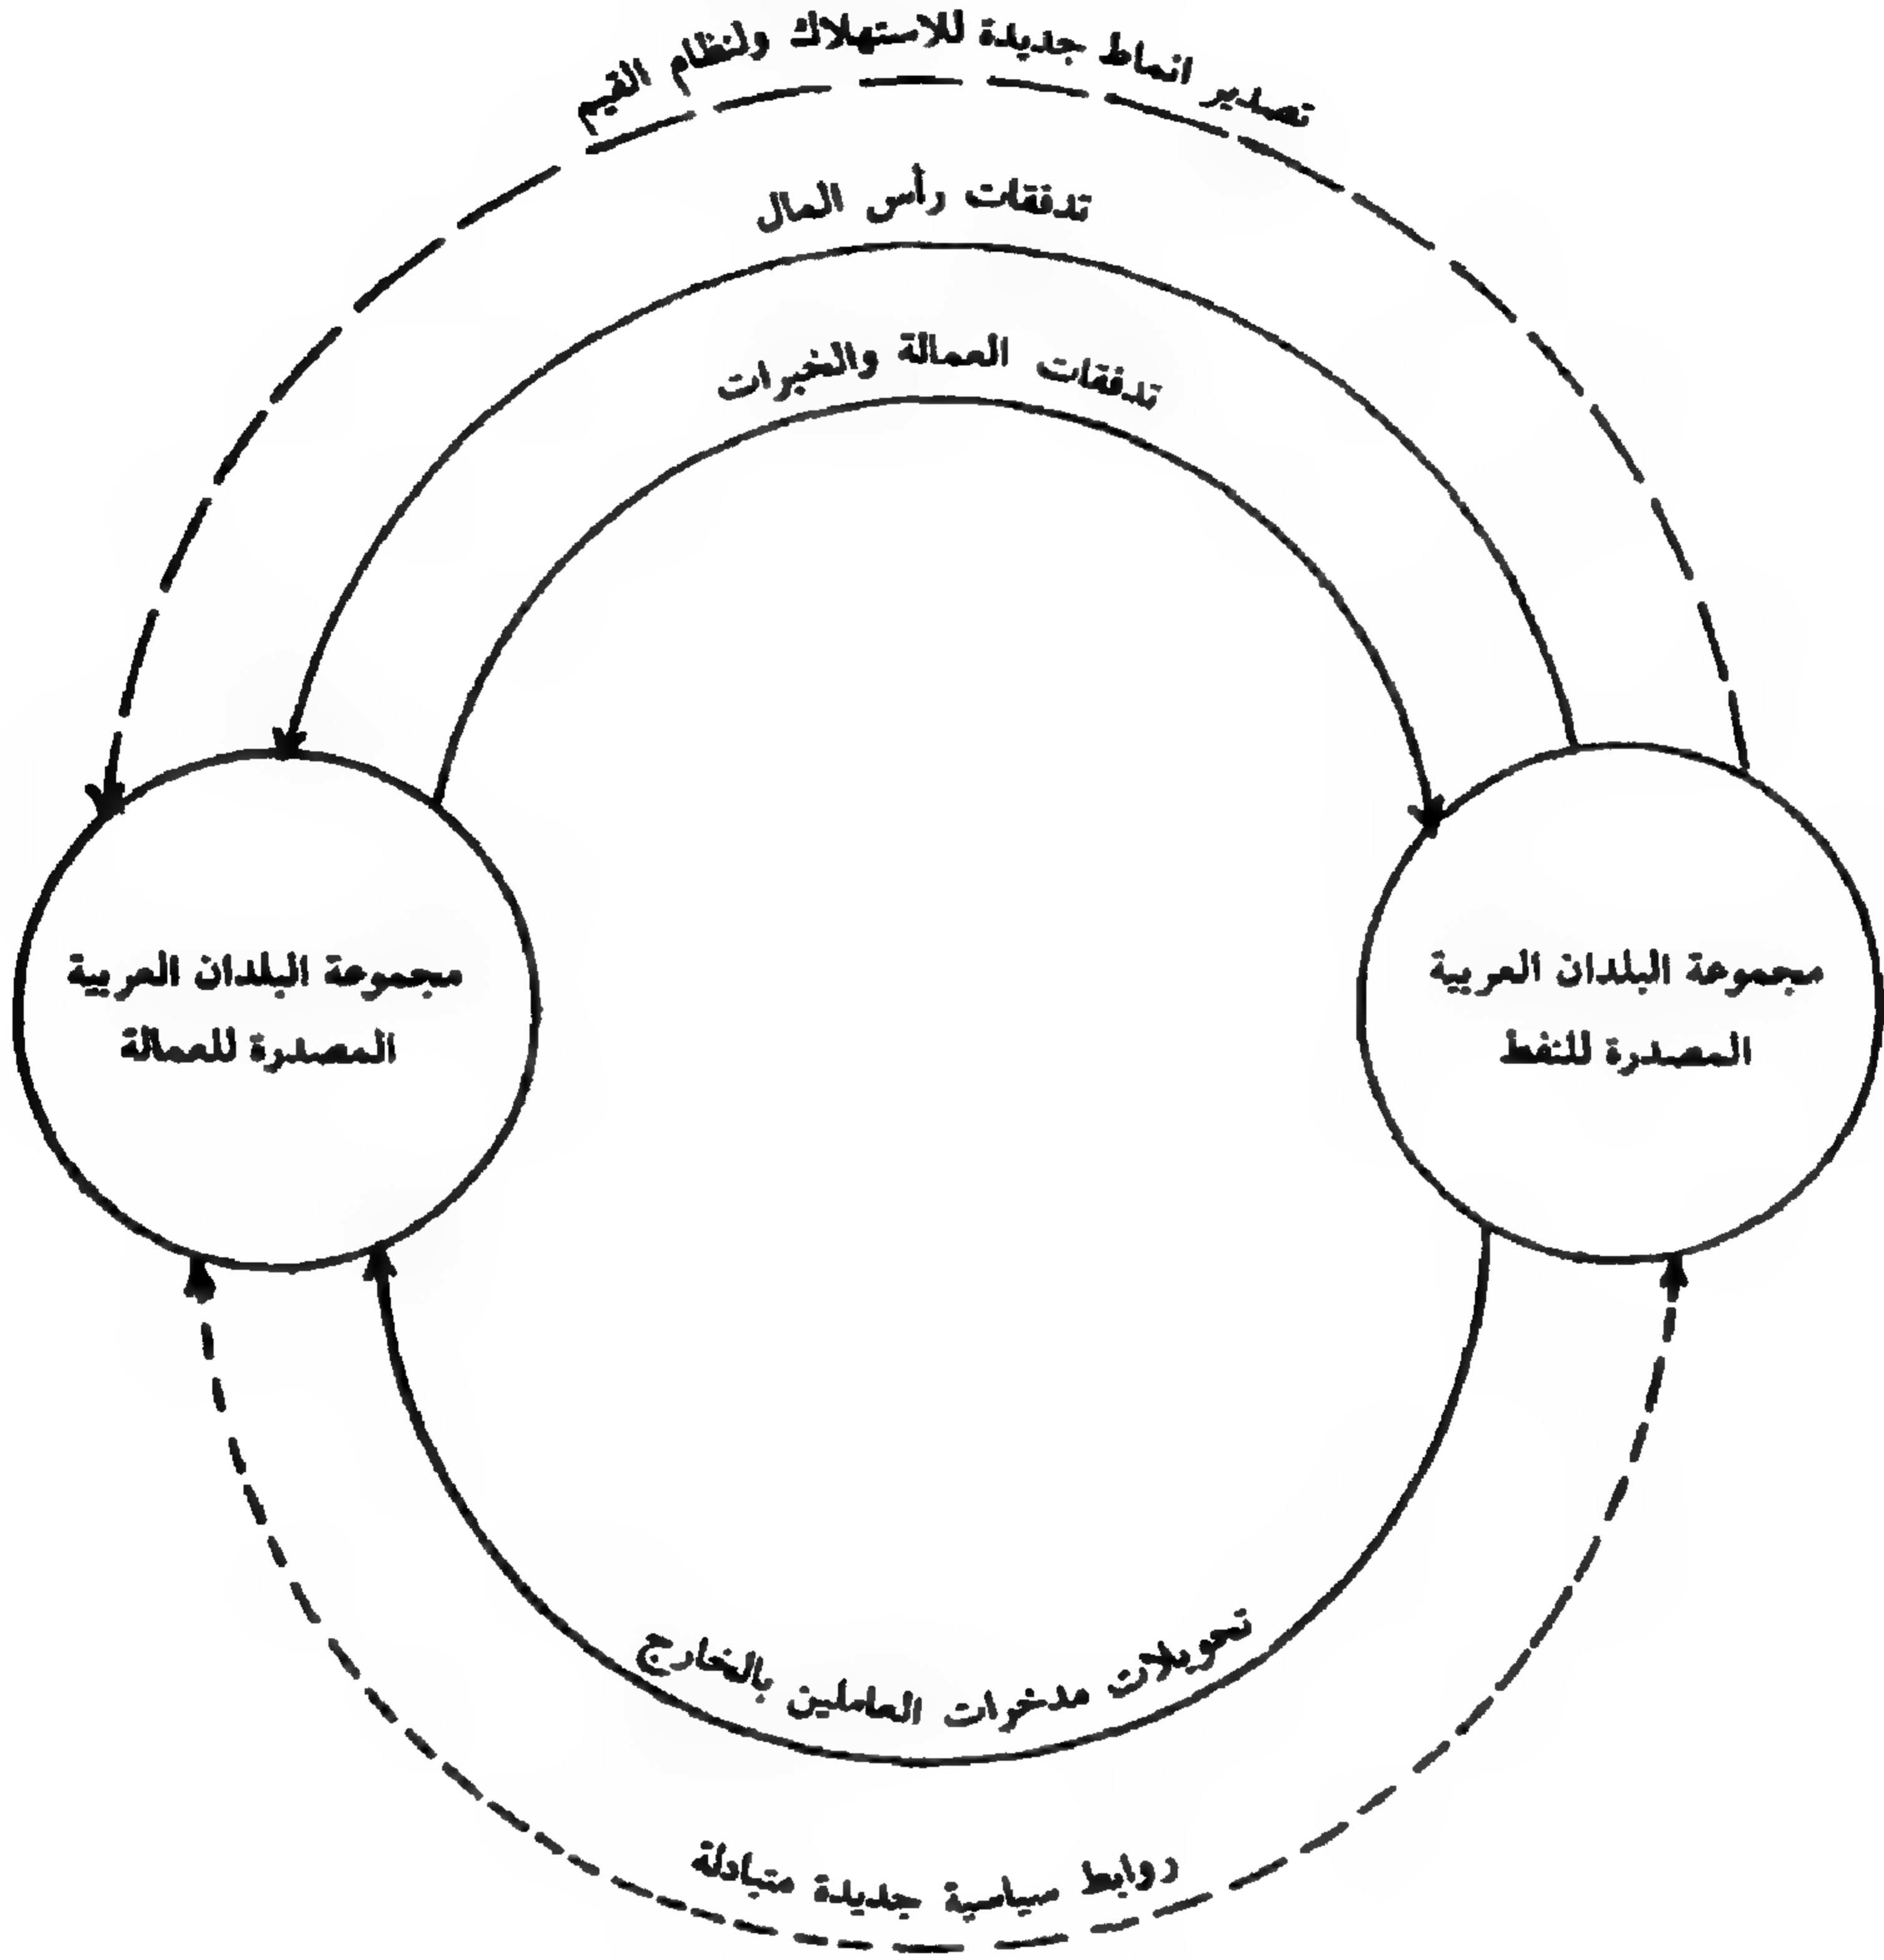 تصدير انماط جديدة للاستهلاك ولنظام القيم
تدفقات رأس المال
تدفقات العمالة والخبرات
مجموعة البلدان العربية
المصدرة للنفط
مجموعة البلدان العربية
المصدرة للعمالة
تحويلات مدخرات العاملين بالخارج
روابط سياسية جديدة متبادلة